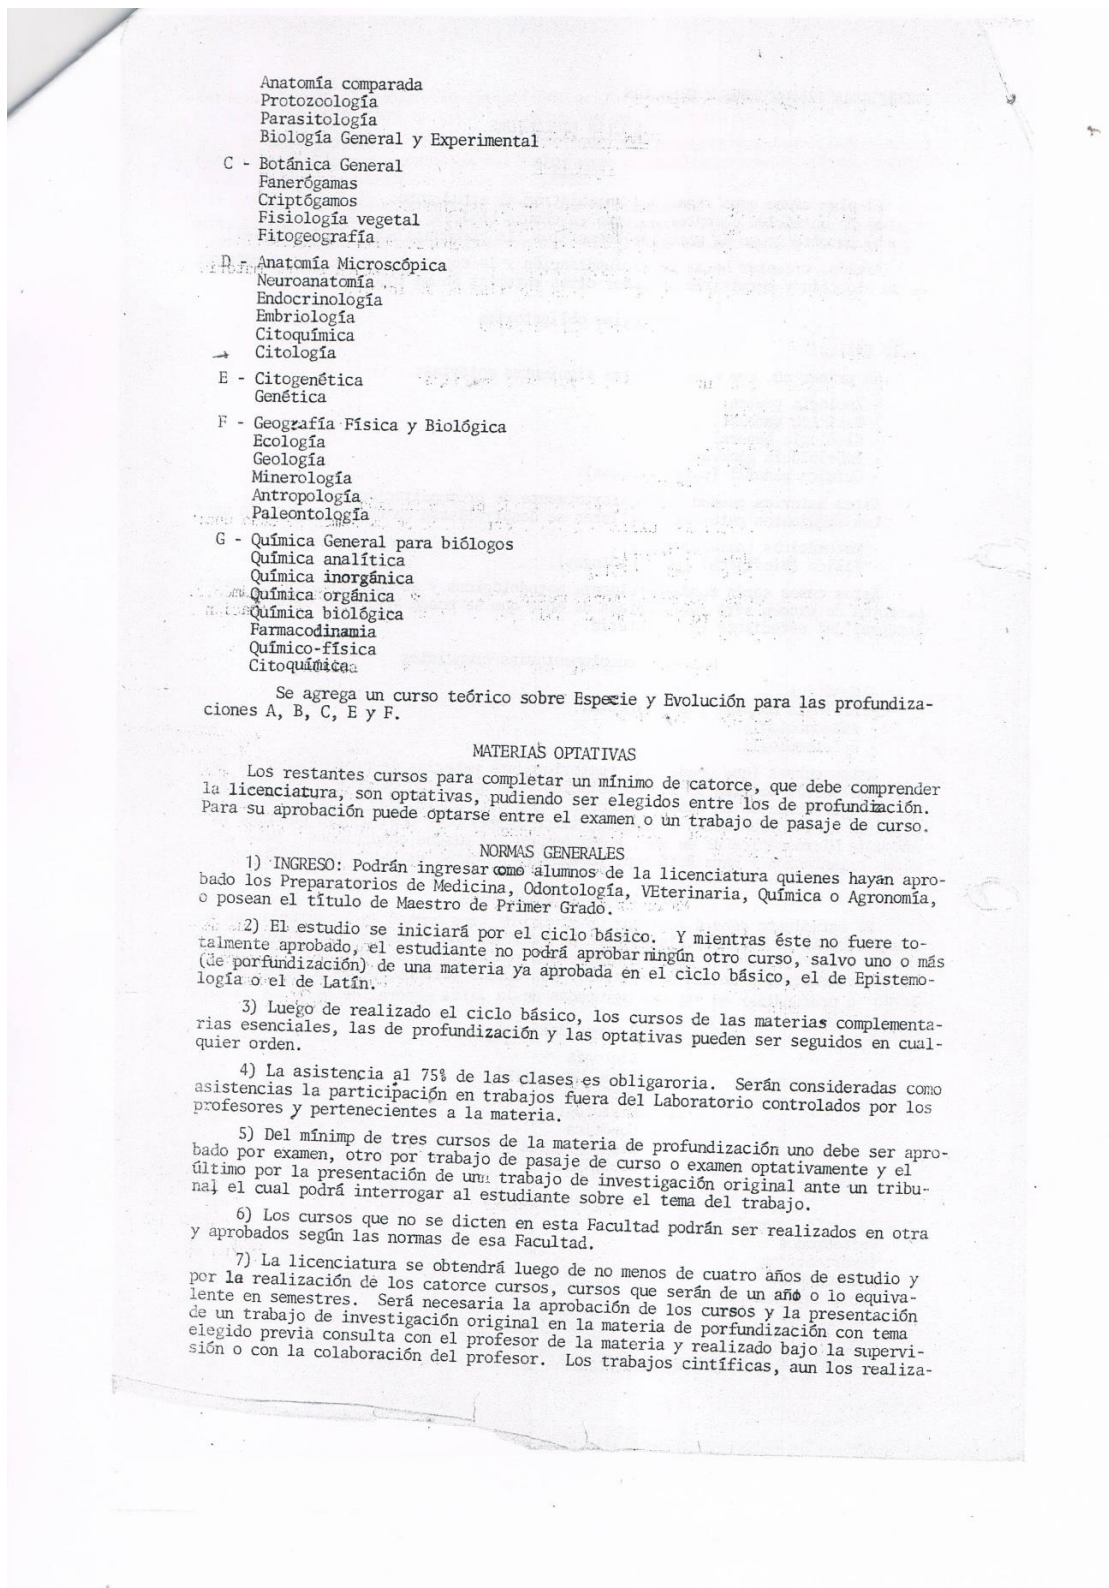 Anatomía comparada
Protozoología
Parasitología
Biología General y Experimental
C - Botánica General
Fanerógamas
Criptógamos
Fisiología vegetal
Fitogeografía
D - Anatomía Microscópica
Neuroanatomía
Endocrinología
Embriología
Citoquímica
Citología
E - Citogenética
Genética
F - Geografía Física y Biológica
Ecología
Geología
Minerología
Antropología
Paleontología
G - Química General para biólogos
Química analítica
Química inorgánica
Química orgánica
Química biológica
Farmacodinamia
Químico-física
Citoquímica
Se agrega un curso teórico sobre Especie y Evolución para las profundiza-
ciones A, B, C, E y F.
MATERIAS OPTATIVAS
Los restantes cursos para completar un mínimo de catorce, que debe comprender
la licenciatura, son optativas, pudiendo ser elegidos entre los de profundización.
Para su aprobación puede optarse entre el examen o un trabajo de pasaje de curso.
NORMAS GENERALES
1) INGRESO: Podrán ingresar como alumnos de la licenciatura quienes hayan apro-
bado los Preparatorios de Medicina, Odontología, VEterinaria, Química o Agronomía,
o posean el título de Maestro de Primer Grado.
2) El estudio se iniciará por el ciclo básico. Y mientras éste no fuere to-
talmente aprobado, el estudiante no podrá aprobar ningún otro curso, salvo uno o más
(de porfundización) de una materia ya aprobada en el ciclo básico, el de Epistemo-
logía o el de Latín.
3) Luego de realizado el ciclo básico, los cursos de las materias complementa-
rias esenciales, las de profundización y las optativas pueden ser seguidos en cual-
quier orden.
4) La asistencia al 75% de las clases es obligaroria. Serán consideradas como
asistencias la participación en trabajos fuera del Laboratorio controlados por los
profesores y pertenecientes a la materia.
5) Del mínimp de tres cursos de la materia de profundización uno debe ser apro-
bado por examen, otro por trabajo de pasaje de curso o examen optativamente y el
último por la presentación de un trabajo de investigación original ante un tribu-
nal el cual podrá interrogar al estudiante sobre el tema del trabajo.
6) Los cursos que no se dicten en esta Facultad podrán ser realizados en otra
y aprobados según las normas de esa Facultad.
7) La licenciatura se obtendrá luego de no menos de cuatro años de estudio y
por la realización de los catorce cursos, cursos que serán de un año o lo equiva-
lente en semestres. Será necesaria la aprobación de los cursos y la presentación
de un trabajo de investigación original en la materia de porfundización con tema
elegido previa consulta con el profesor de la materia y realizado bajo la supervi-
sión o con la colaboración del profesor. Los trabajos cintíficas, aun los realiza-